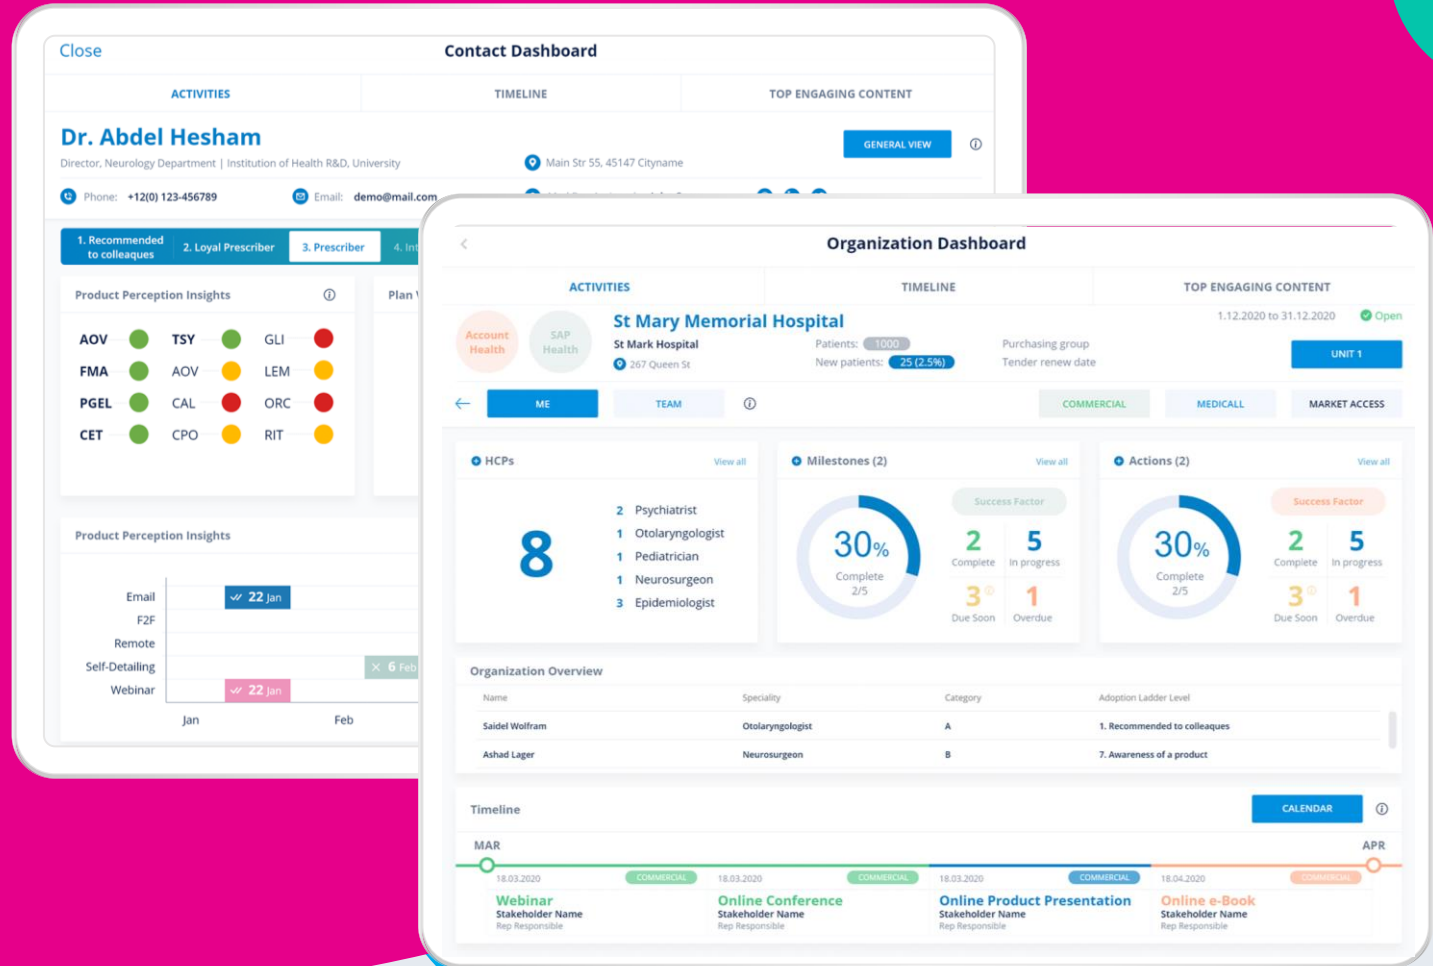 Close
Contact Dashboard
ACTIVITIES
TIMELINE
TOP ENGAGING CONTENT
Dr. Abdel Hesham
GENERAL VIEW
Director, Neurology Department | Institution of Health R&D, University
Main Str 55, 45147 Cityname
Phone: +12(0) 123-456789
Email: demo@mail.com
1. Recommended
to colleaques
2. Loyal Prescriber
3. Prescriber
4. Int
Product Perception Insights
Plan
AOV TSY GLI
FMA AOV LEM
PGEL CAL ORC
CET CPO RIT
Product Perception Insights
Email 22 Jan
F2F
Remote
Self-Detailing 6 Feb
Webinar 22 Jan
Jan Feb
Organization Dashboard
ACTIVITIES
TIMELINE
TOP ENGAGING CONTENT
Account
Health
SAP
Health
St Mary Memorial Hospital
1.12.2020 to 31.12.2020 Open
St Mark Hospital
Patients: 1000
Purchasing group
267 Queen St
New patients: 25 (2.5%)
Tender renew date
UNIT 1
ME
TEAM
COMMERCIAL
MEDICALL
MARKET ACCESS
HCPs View all
8
2 Psychiatrist
1 Otolaryngologist
1 Pediatrician
1 Neurosurgeon
3 Epidemiologist
Milestones (2) View all
30%
Complete
2/5
Success Factor
2 5
Complete In progress
3 1
Due Soon Overdue
Actions (2) View all
30%
Complete
2/5
Success Factor
2 5
Complete In progress
3 1
Due Soon Overdue
Organization Overview
Name Speciality Category Adoption Ladder Level
Saidel Wolfram Otolaryngologist A 1. Recommended to colleaques
Ashad Lager Neurosurgeon B 7. Awareness of a product
Timeline
CALENDAR
MAR APR
18.03.2020 COMMERCIAL
Webinar
Stakeholder Name
Rep Responsible
18.03.2020 COMMERCIAL
Online Conference
Stakeholder Name
Rep Responsible
18.03.2020 COMMERCIAL
Online Product Presentation
Stakeholder Name
Rep Responsible
18.04.2020 COMMERCIAL
Online e-Book
Stakeholder Name
Rep Responsible